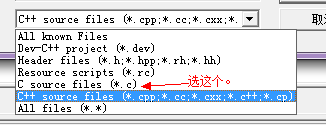 C++ source files (*.cpp;*.cc;*.cxx;*.
取
All known Files
Dev-C++ project (*.dev)
Header files (*.h;*.hpp;*.rh;*.hh)
Resource scripts (*.rc)
C source files (*.c) 选这个。
C++ source files (*.cpp;*.cc;*.cxx;*.c++;*.cp)
All files (*.*)